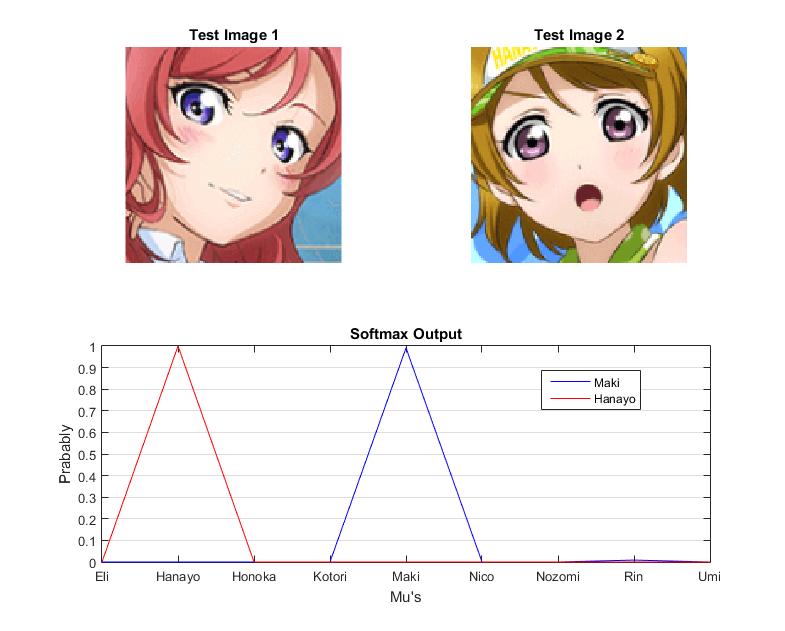 Test Image 1
Test Image 2
HANA
Softmax Output
Prabably
1
0.9
0.8
0.7
0.6
0.5
0.4
0.3
0.2
0.1
0
Maki
Hanayo
Eli Hanayo Honoka Kotori Maki Nico Nozomi Rin Umi
Mu's